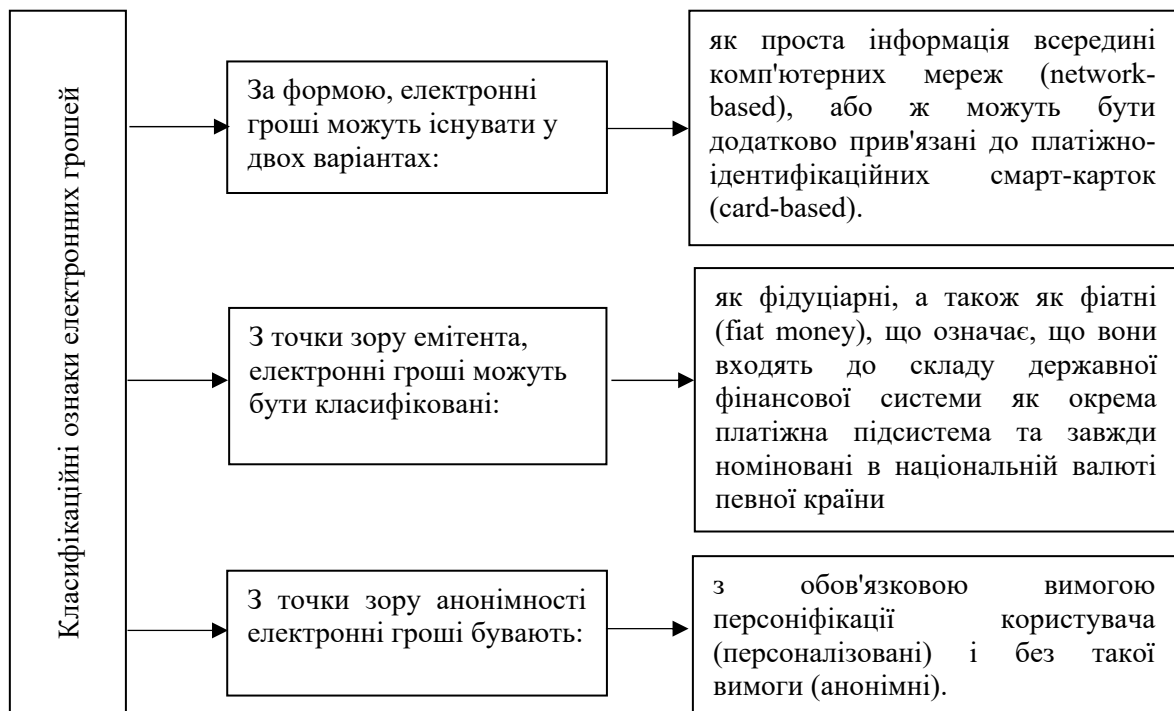 Класифікаційні ознаки електронних грошей
За формою, електронні
гроші можуть існувати у
двох варіантах:
як проста інформація всередині
комп'ютерних мереж (network-
based), або ж можуть бути
додатково прив'язані до платіжно-
ідентифікаційних смарт-карток
(card-based).
З точки зору емітента,
електронні гроші можуть
бути класифіковані:
як фідуціарні, а також як фіатні
(fiat money), що означає, що вони
входять до складу державної
фінансової системи як окрема
платіжна підсистема та завжди
номіновані в національній валюті
певної країни
З точки зору анонімності
електронні гроші бувають:
з обов'язковою вимогою
персоніфікації користувача
(персоналізовані) і без такої
вимоги (анонімні).